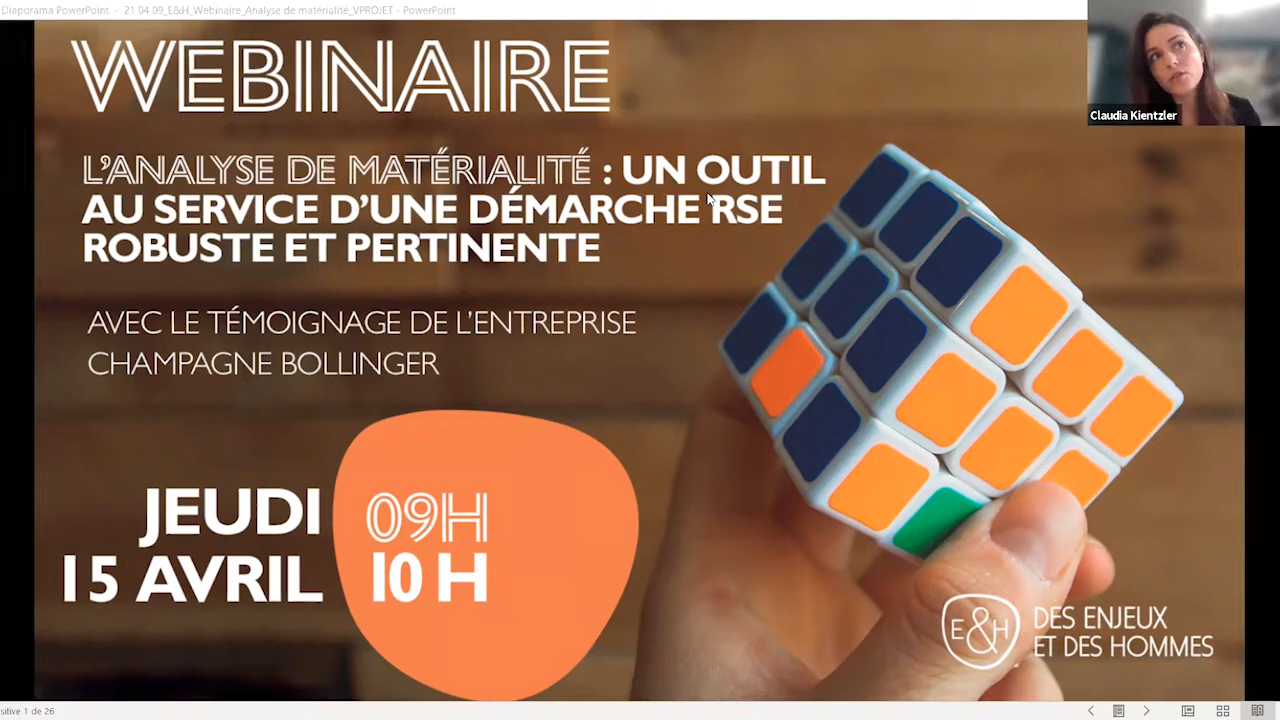 Diaporama PowerPoint - 21 04 09_E&H_Webinaire_Analyse de matérialité_VPROJET - PowerPoint
WEBINAIRE
Claudia Kientzler
L'ANALYSE DE MATÉRIALITÉ : UN OUTIL
AU SERVICE D'UNE DÉMARCHE RSE
ROBUSTE ET PERTINENTE
AVEC LE TÉMOIGNAGE DE L'ENTREPRISE
CHAMPAGNE BOLLINGER
JEUDI
15 AVRIL
09H
10 H
E&H
DES ENJEUX
ET DES HOMMES
sitive 1 de 26